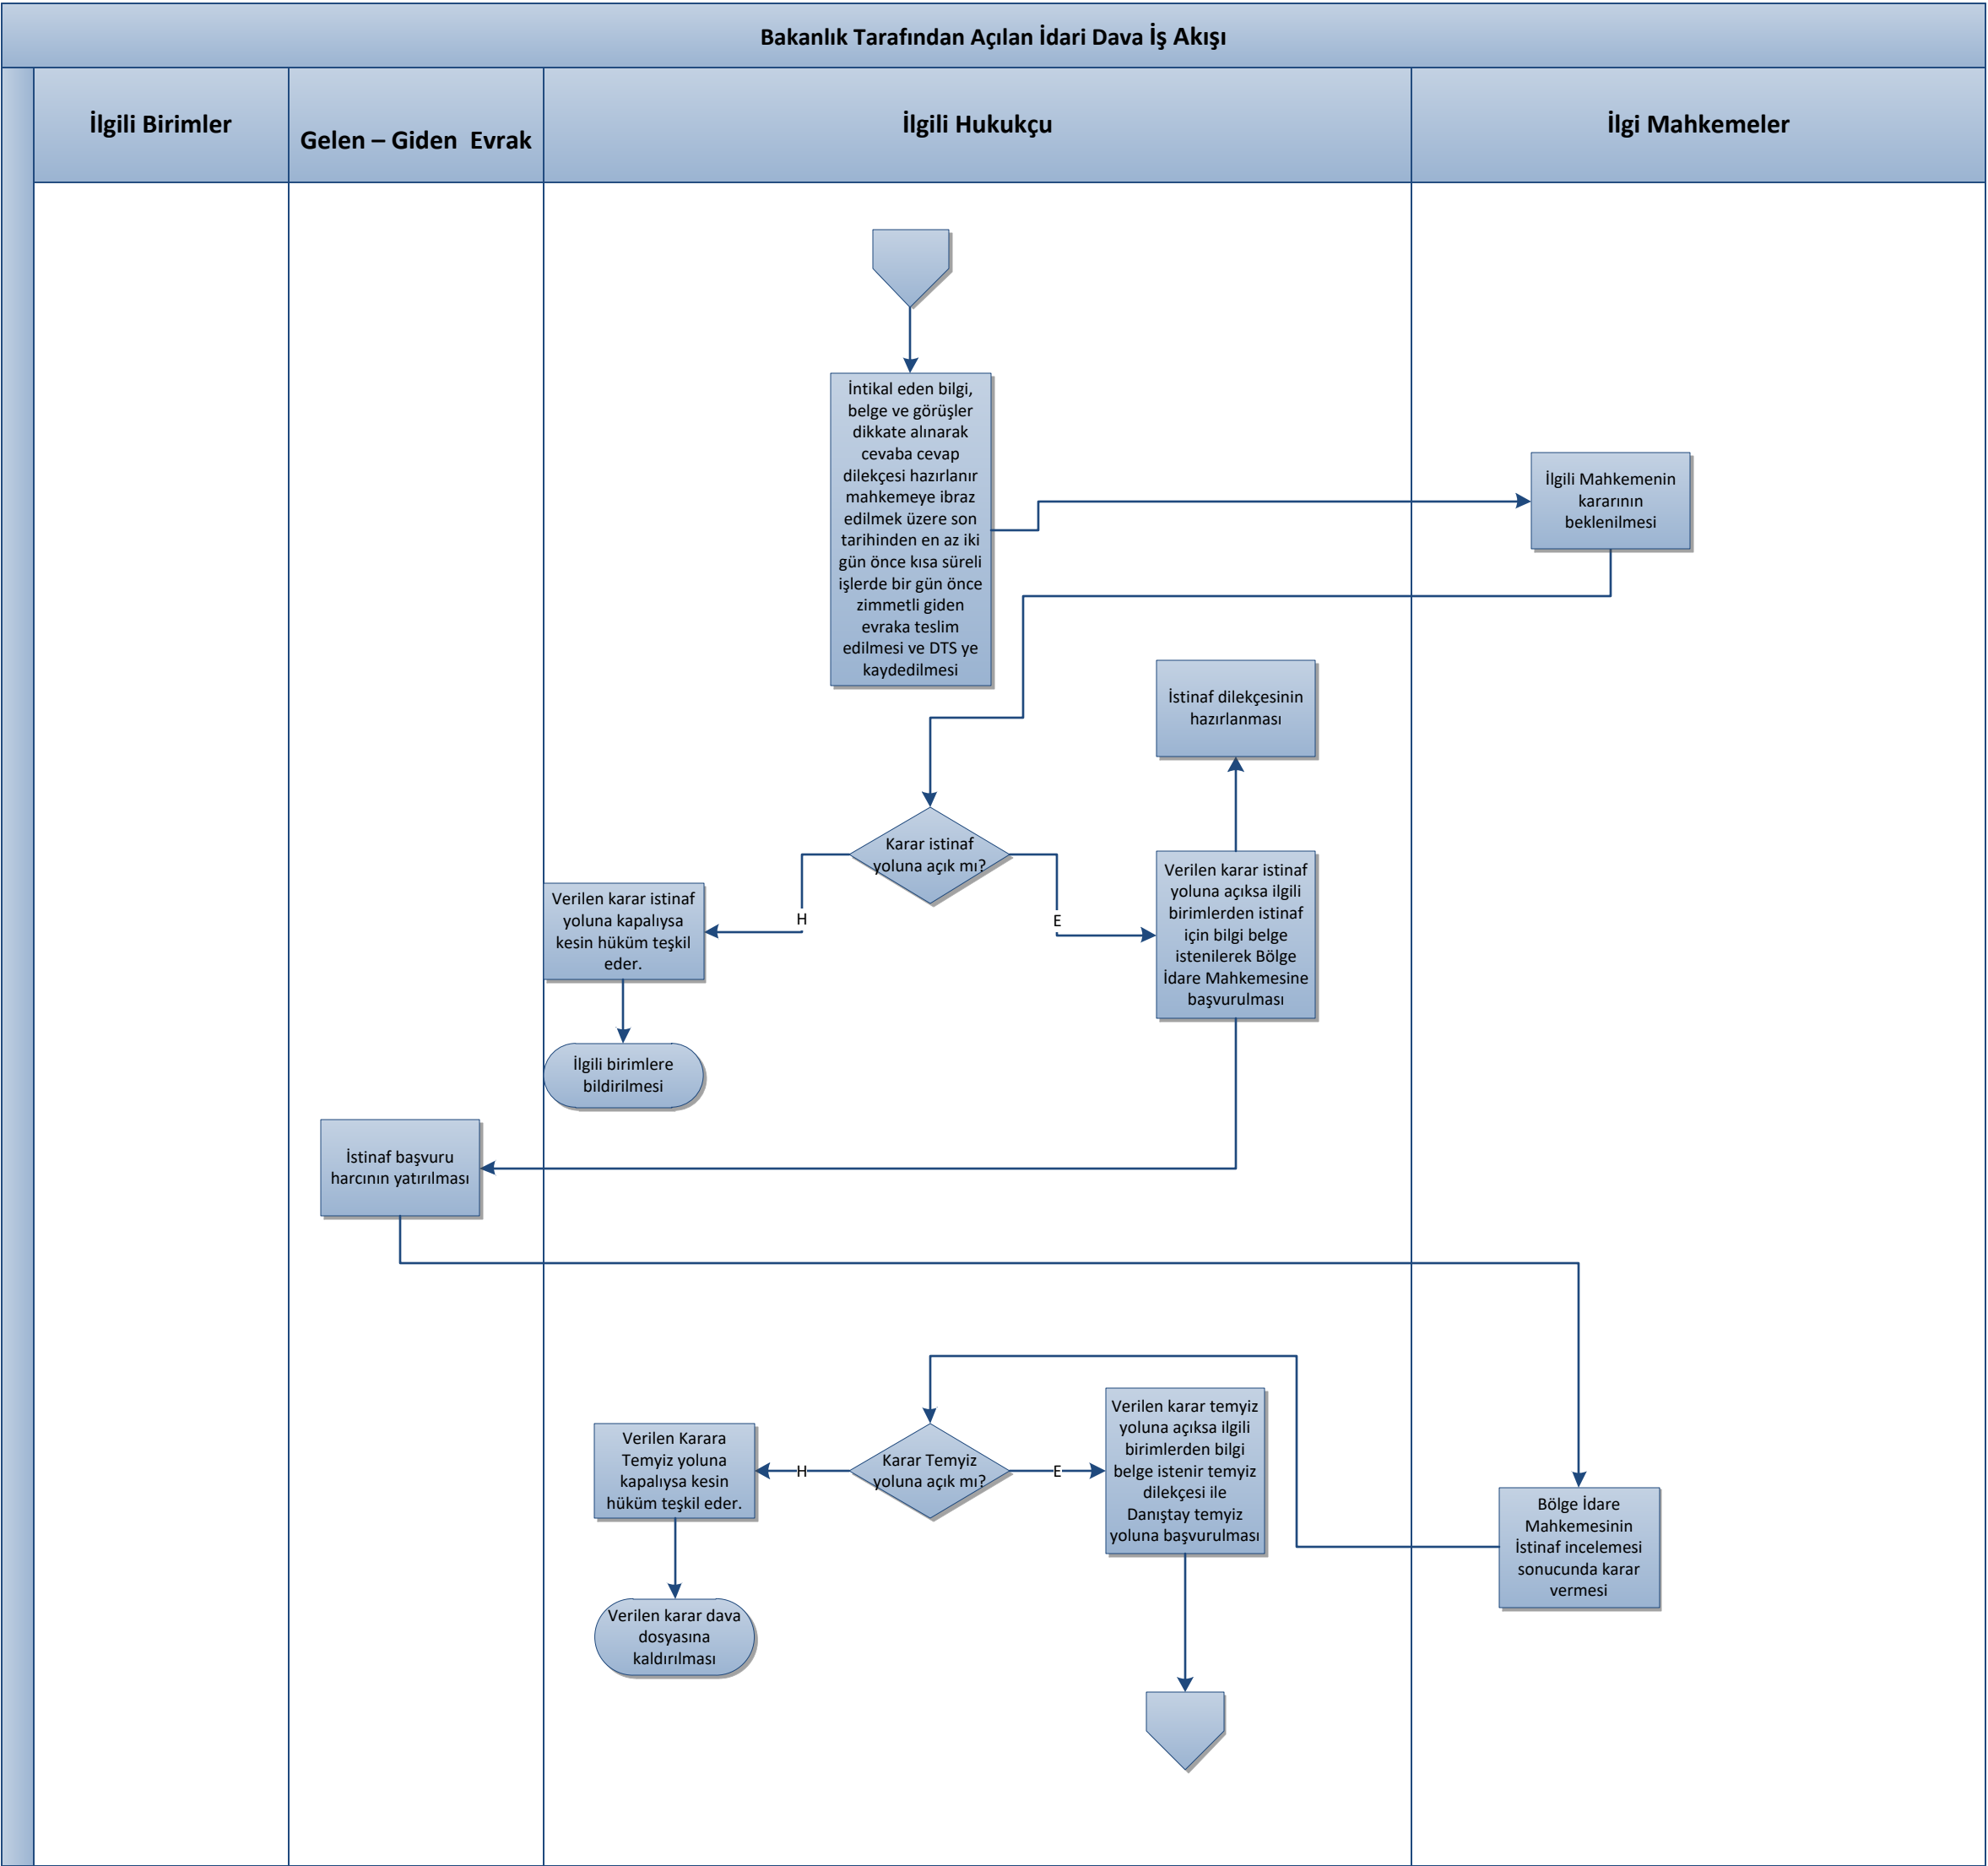 Bakanlık Tarafından Açılan İdari Dava İş Akışı
İlgili Birimler
Gelen – Giden Evrak
İlgili Hukukçu
İlgi Mahkemeler
İntikal eden bilgi,
belge ve görüşler
dikkate alınarak
cevaba cevap
dilekçesi hazırlanır
mahkemeye ibraz
edilmek üzere son
tarihinden en az iki
gün önce kısa süreli
işlerde bir gün önce
zimmetli giden
evraka teslim
edilmesi ve DTS ye
kaydedilmesi
İlgili Mahkemenin
kararının
beklenilmesi
İstinaf dilekçesinin
hazırlanması
Karar istinaf
yoluna açık mı?
H
E
Verilen karar istinaf
yoluna kapalıysa
kesin hüküm teşkil
eder.
Verilen karar istinaf
yoluna açıksa ilgili
birimlerden istinaf
için bilgi belge
istenilerek Bölge
İdare Mahkemesine
başvurulması
İlgili birimlere
bildirilmesi
İstinaf başvuru
harcının yatırılması
Verilen Karara
Temyiz yoluna
kapalıysa kesin
hüküm teşkil eder.
H
Karar Temyiz
yoluna açık mı?
E
Verilen karar temyiz
yoluna açıksa ilgili
birimlerden bilgi
belge istenir temyiz
dilekçesi ile
Danıştay temyiz
yoluna başvurulması
Bölge İdare
Mahkemesinin
İstinaf incelemesi
sonucunda karar
vermesi
Verilen karar dava
dosyasına
kaldırılması